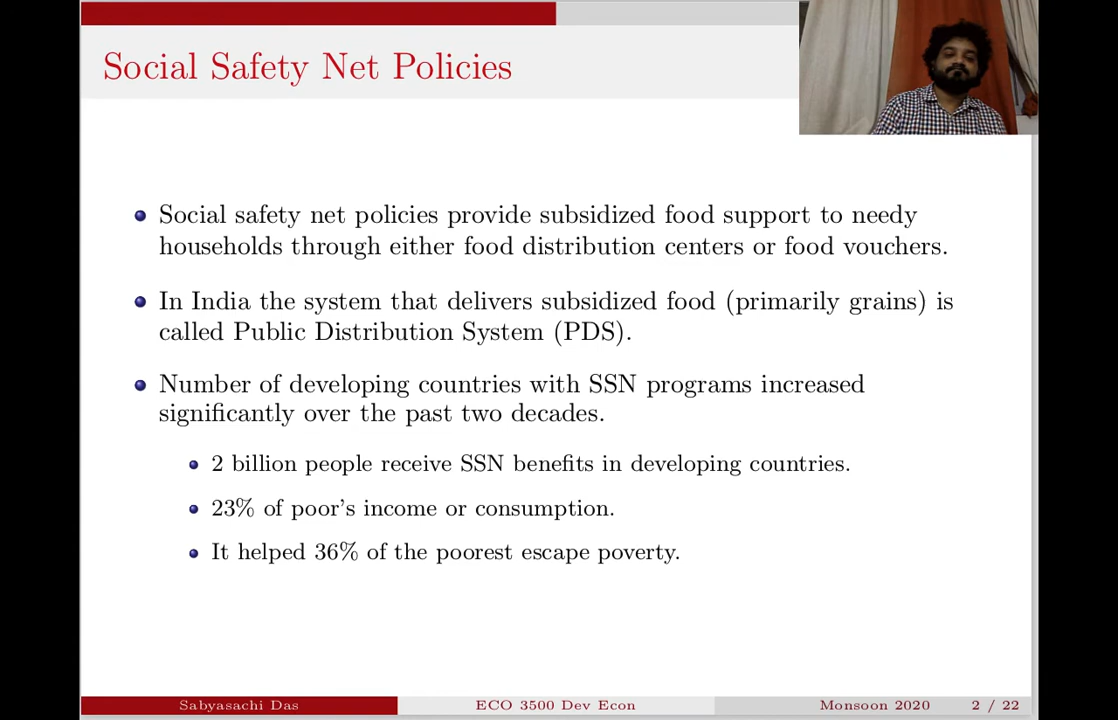 Social Safety Net Policies
Social safety net policies provide subsidized food support to needy
households through either food distribution centers or food vouchers.
In India the system that delivers subsidized food (primarily grains) is
called Public Distribution System (PDS).
Number of developing countries with SSN programs increased
significantly over the past two decades.
2 billion people receive SSN benefits in developing countries.
23% of poor's income or consumption.
It helped 36% of the poorest escape poverty.
Sabyasachi Das ECO 3500 Dev Econ Monsoon 2020 2 / 22